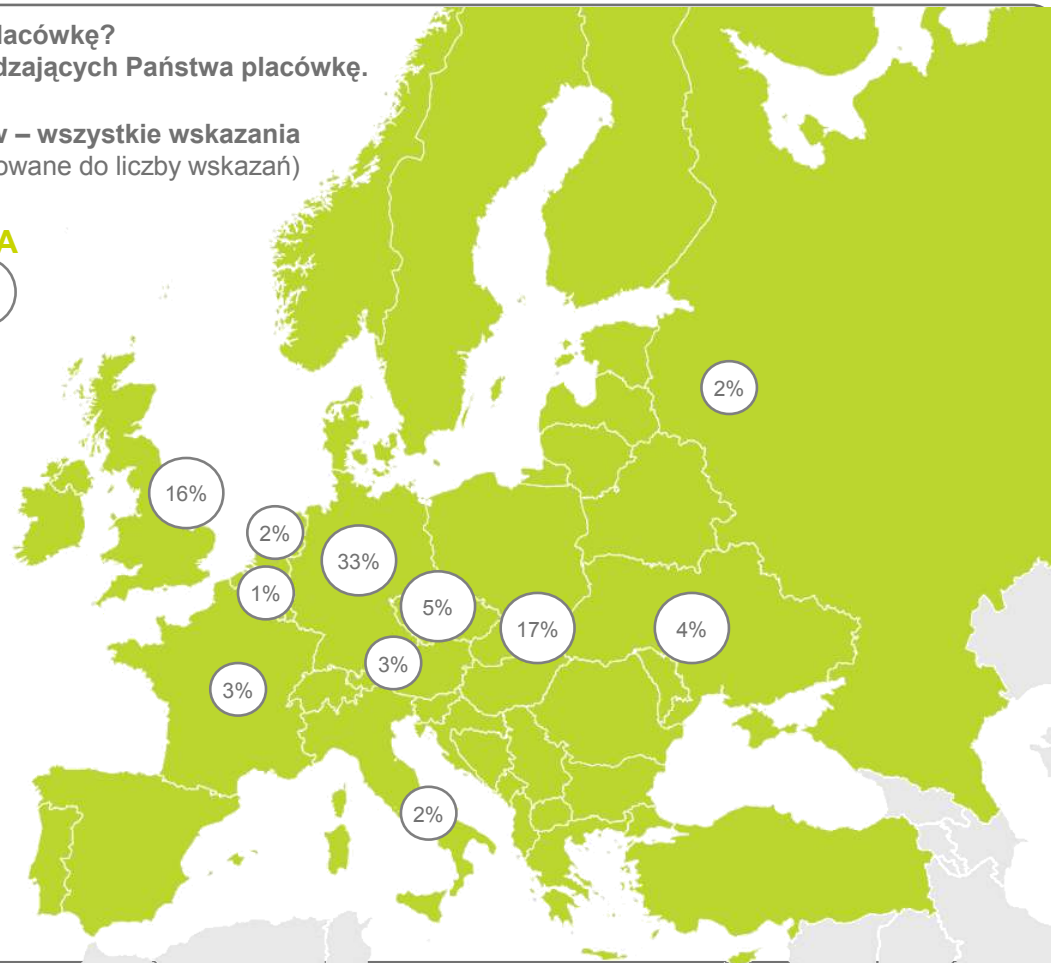 lacówkę?
dzających Państwa placówkę.
– wszystkie wskazania
owane do liczby wskazań)
A
2%
16%
2%
33%
1%
5%
17%
4%
3%
3%
2%